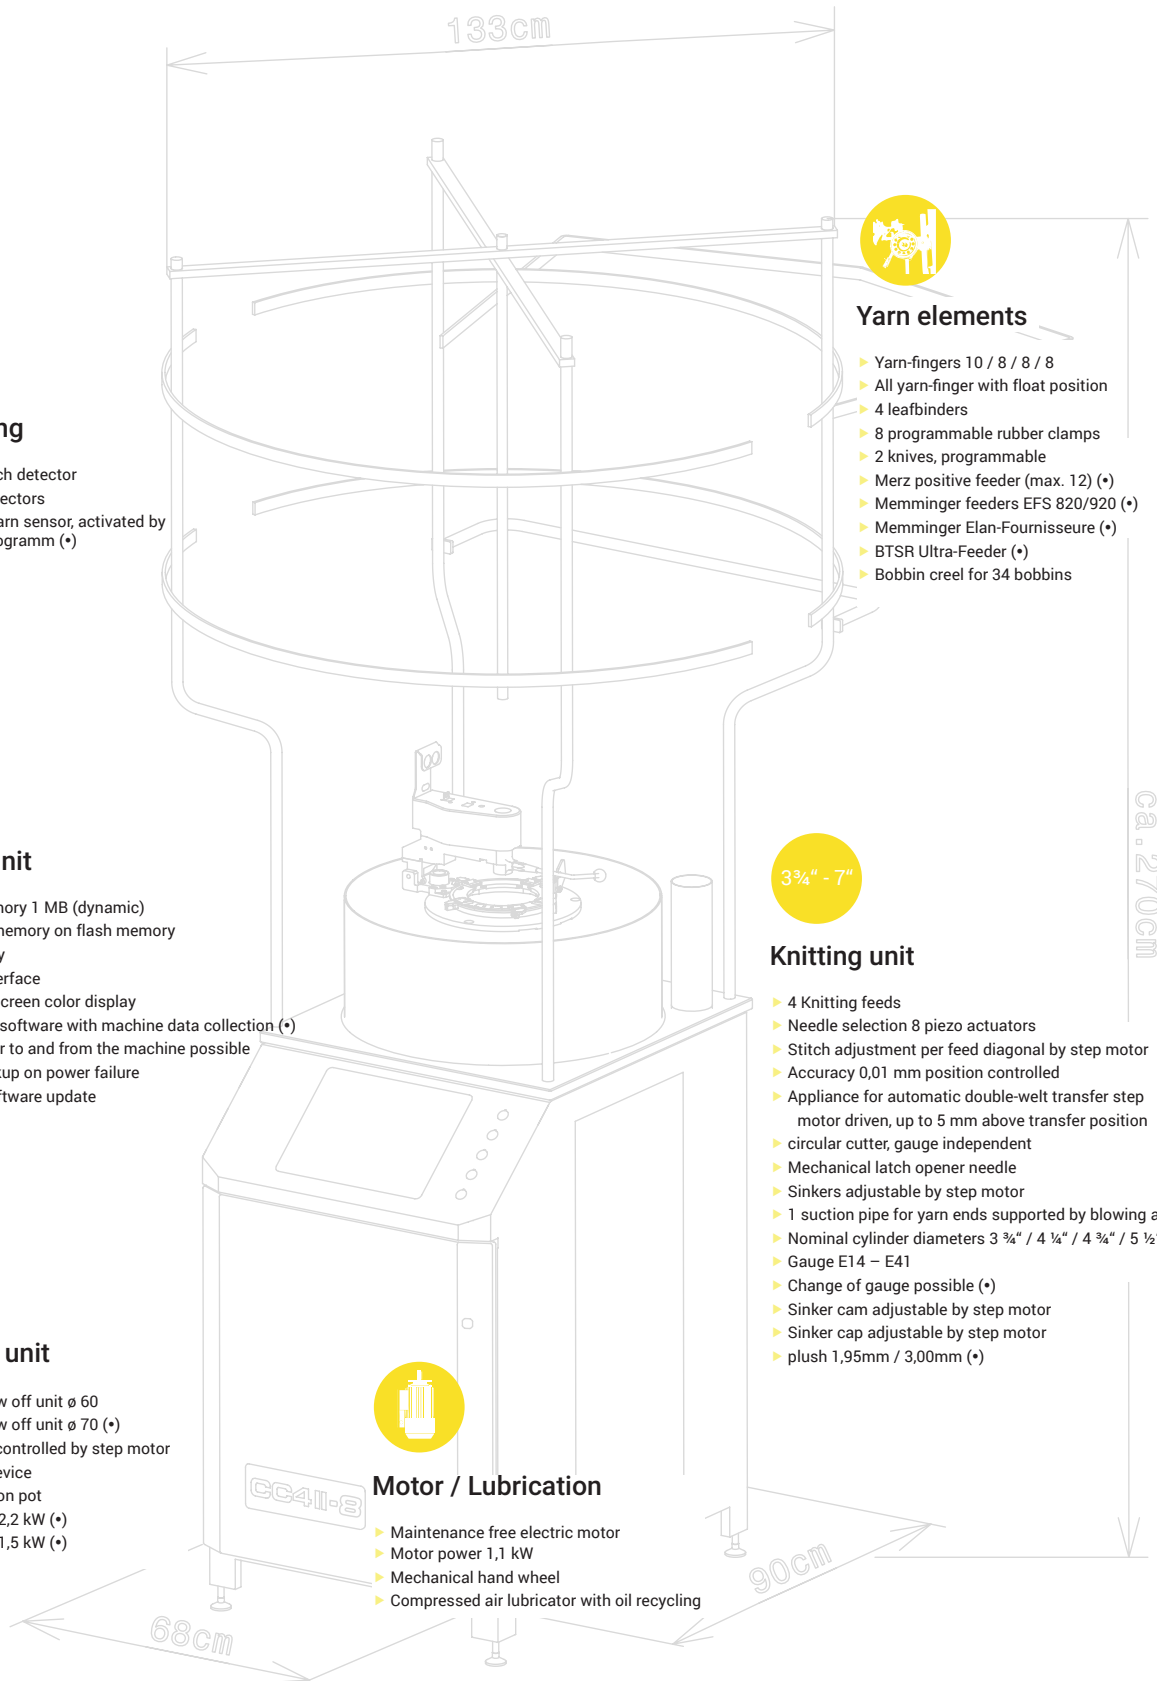 133cm
Yarn elements
Yarn-fingers 10 / 8 / 8 / 8
All yarn-finger with float position
4 leafbinders
8 programmable rubber clamps
2 knives, programmable
Merz positive feeder (max. 12) (•)
Memminger feeders EFS 820/920 (•)
Memminger Elan-Fournisseure (•)
BTSR Ultra-Feeder (•)
Bobbin creel for 34 bobbins
ng
ch detector
ectors
arn sensor, activated by
ogramm (•)
ca.270cm
nit
nory 1 MB (dynamic)
memory on flash memory
y
erface
creen color display
software with machine data collection (•)
r to and from the machine possible
kup on power failure
ftware update
3¾“ - 7“
Knitting unit
4 Knitting feeds
Needle selection 8 piezo actuators
Stitch adjustment per feed diagonal by step motor
Accuracy 0,01 mm position controlled
Appliance for automatic double-welt transfer step
motor driven, up to 5 mm above transfer position
circular cutter, gauge independent
Mechanical latch opener needle
Sinkers adjustable by step motor
1 suction pipe for yarn ends supported by blowing a
Nominal cylinder diameters 3 ¾“ / 4 ¼“ / 4 ¾“ / 5 ½“
Gauge E14 – E41
Change of gauge possible (•)
Sinker cam adjustable by step motor
Sinker cap adjustable by step motor
plush 1,95mm / 3,00mm (•)
unit
w off unit ø 60
w off unit ø 70 (•)
controlled by step motor
evice
on pot
2,2 kW (•)
1,5 kW (•)
CC4II-8
Motor / Lubrication
Maintenance free electric motor
Motor power 1,1 kW
Mechanical hand wheel
Compressed air lubricator with oil recycling
90cm
68cm